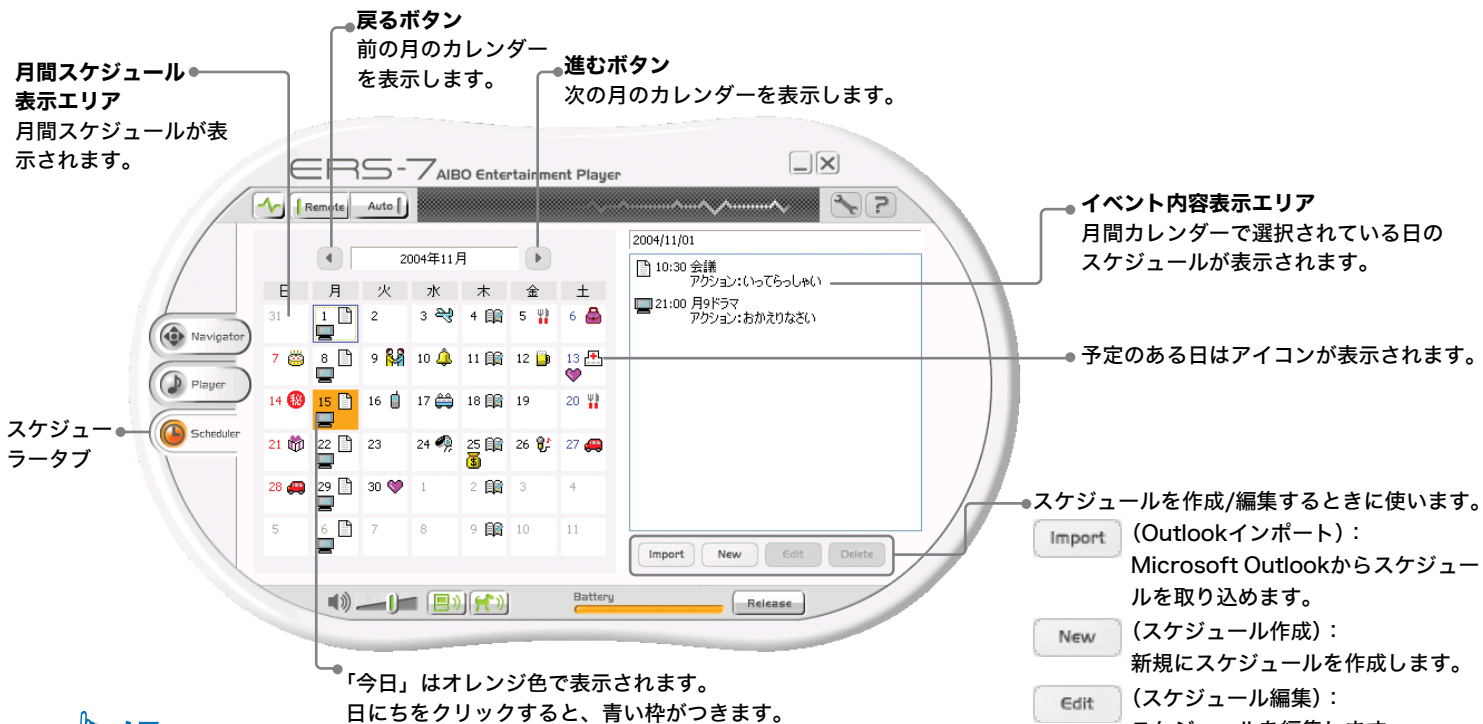 戻るボタン
前の月のカレンダー
を表示します。
進むボタン
次の月のカレンダーを表示します。
月間スケジュール
表示エリア
月間スケジュールが表
示されます。
ERS-7 AIBO Entertainment Player
Remote Auto
?
イベント内容表示エリア
月間カレンダーで選択されている日の
スケジュールが表示されます。
2004年11月
日 月 火 水 木 金 土
31 1 2 3 4 5 6
7 8 9 10 11 12 13
14 ㊙ 15 16 17 18 19 20
21 22 23 24 25 26 27
28 29 30 1 2 3 4
5 6 7 8 9 10 11
2004/11/01
10:30 会議
アクション:いってらっしゃい
21:00 月9ドラマ
アクション:おかえりなさい
Navigator
Player
Scheduler
スケジュー
ラータブ
予定のある日はアイコンが表示されます。
Import New Edit Delete
Battery
Release
スケジュールを作成/編集するときに使います。
Import (Outlookインポート):
Microsoft Outlookからスケジュー
ルを取り込めます。
New (スケジュール作成):
新規にスケジュールを作成します。
Edit (スケジュール編集):
「今日」はオレンジ色で表示されます。
日にちをクリックすると、青い枠がつきます。